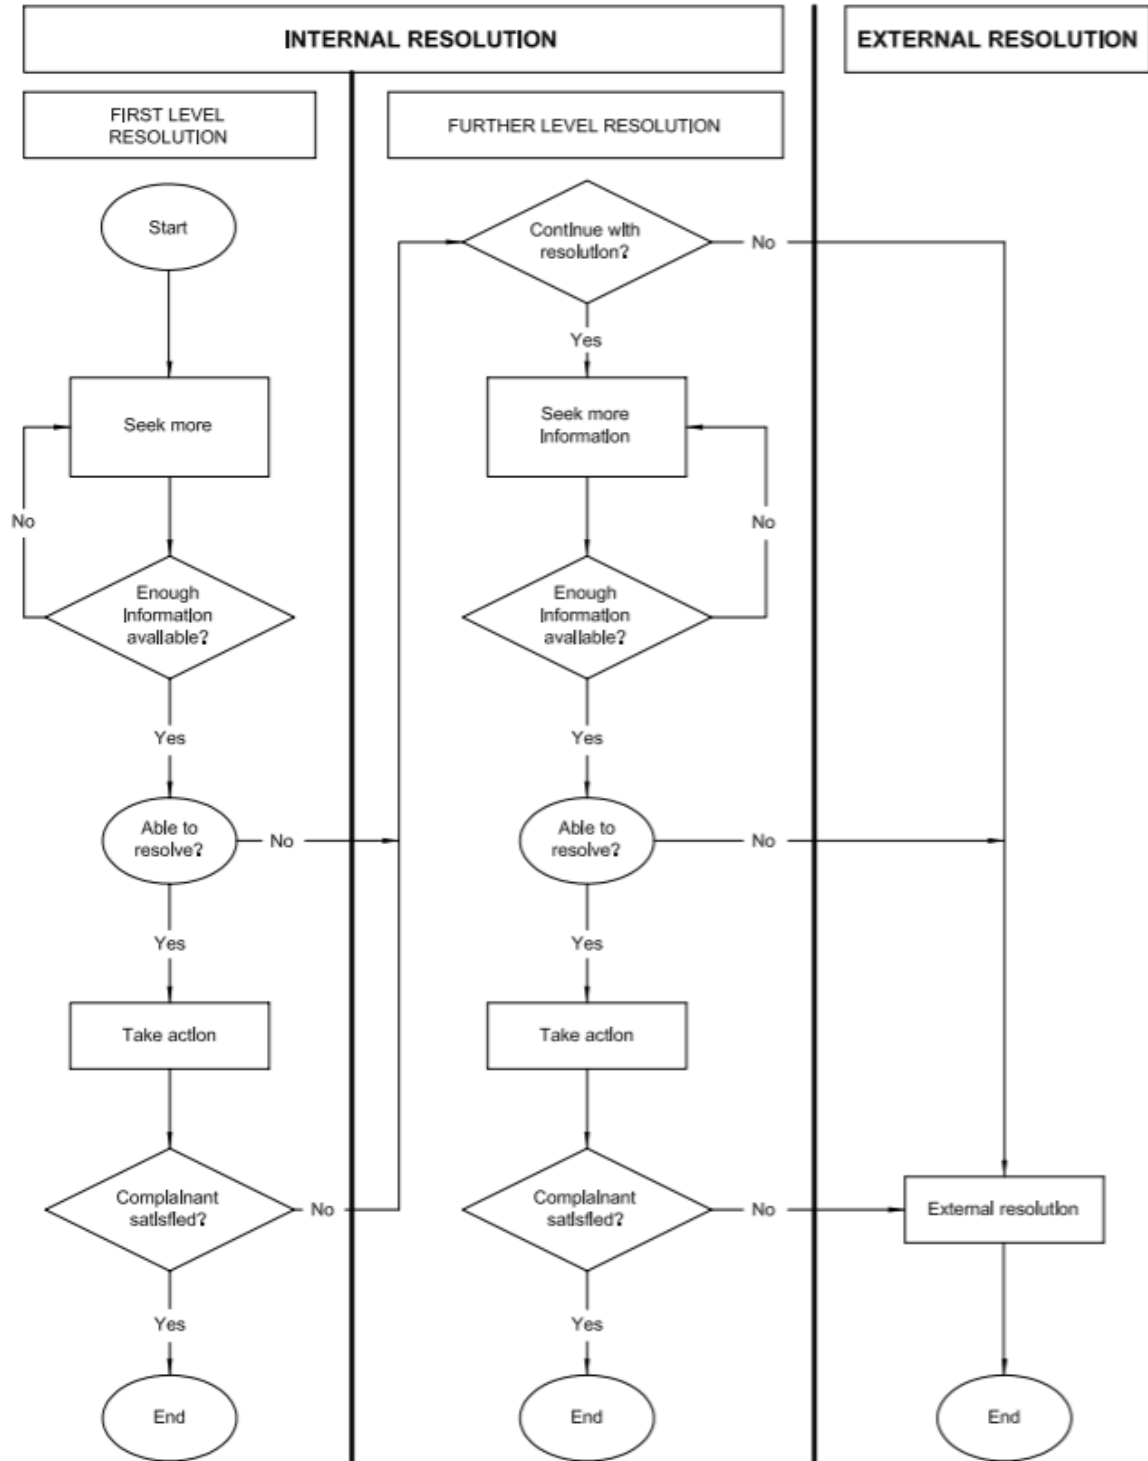 INTERNAL RESOLUTION
EXTERNAL RESOLUTION
FIRST LEVEL
RESOLUTION
FURTHER LEVEL RESOLUTION
Start
Seek more
No
Enough
information
available?
Yes
Able to
resolve?
No
Yes
Take action
Complainant
satisfied?
No
Yes
End
Continue with
resolution?
No
Yes
Seek more
information
No
Enough
information
available?
Yes
Able to
resolve?
No
Yes
Take action
Complainant
satisfied?
No
Yes
End
External resolution
End